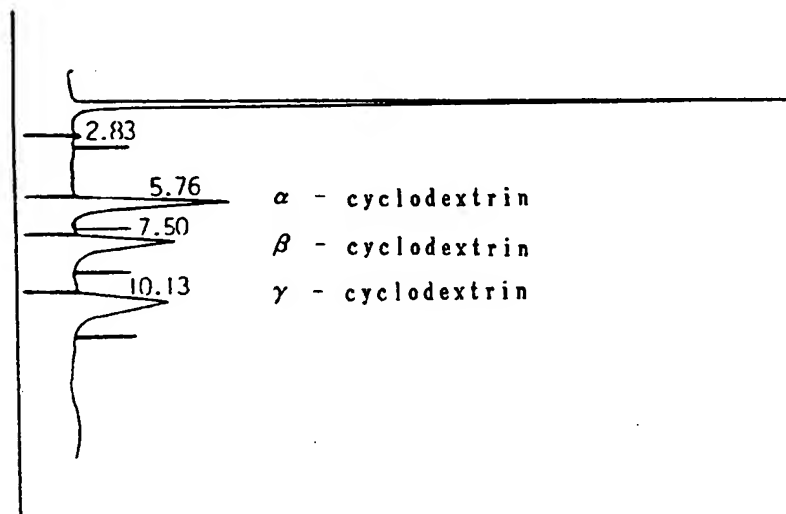 2.83
5.76 α - cyclodextrin
7.50
β - cyclodextrin
10.13 γ - cyclodextrin